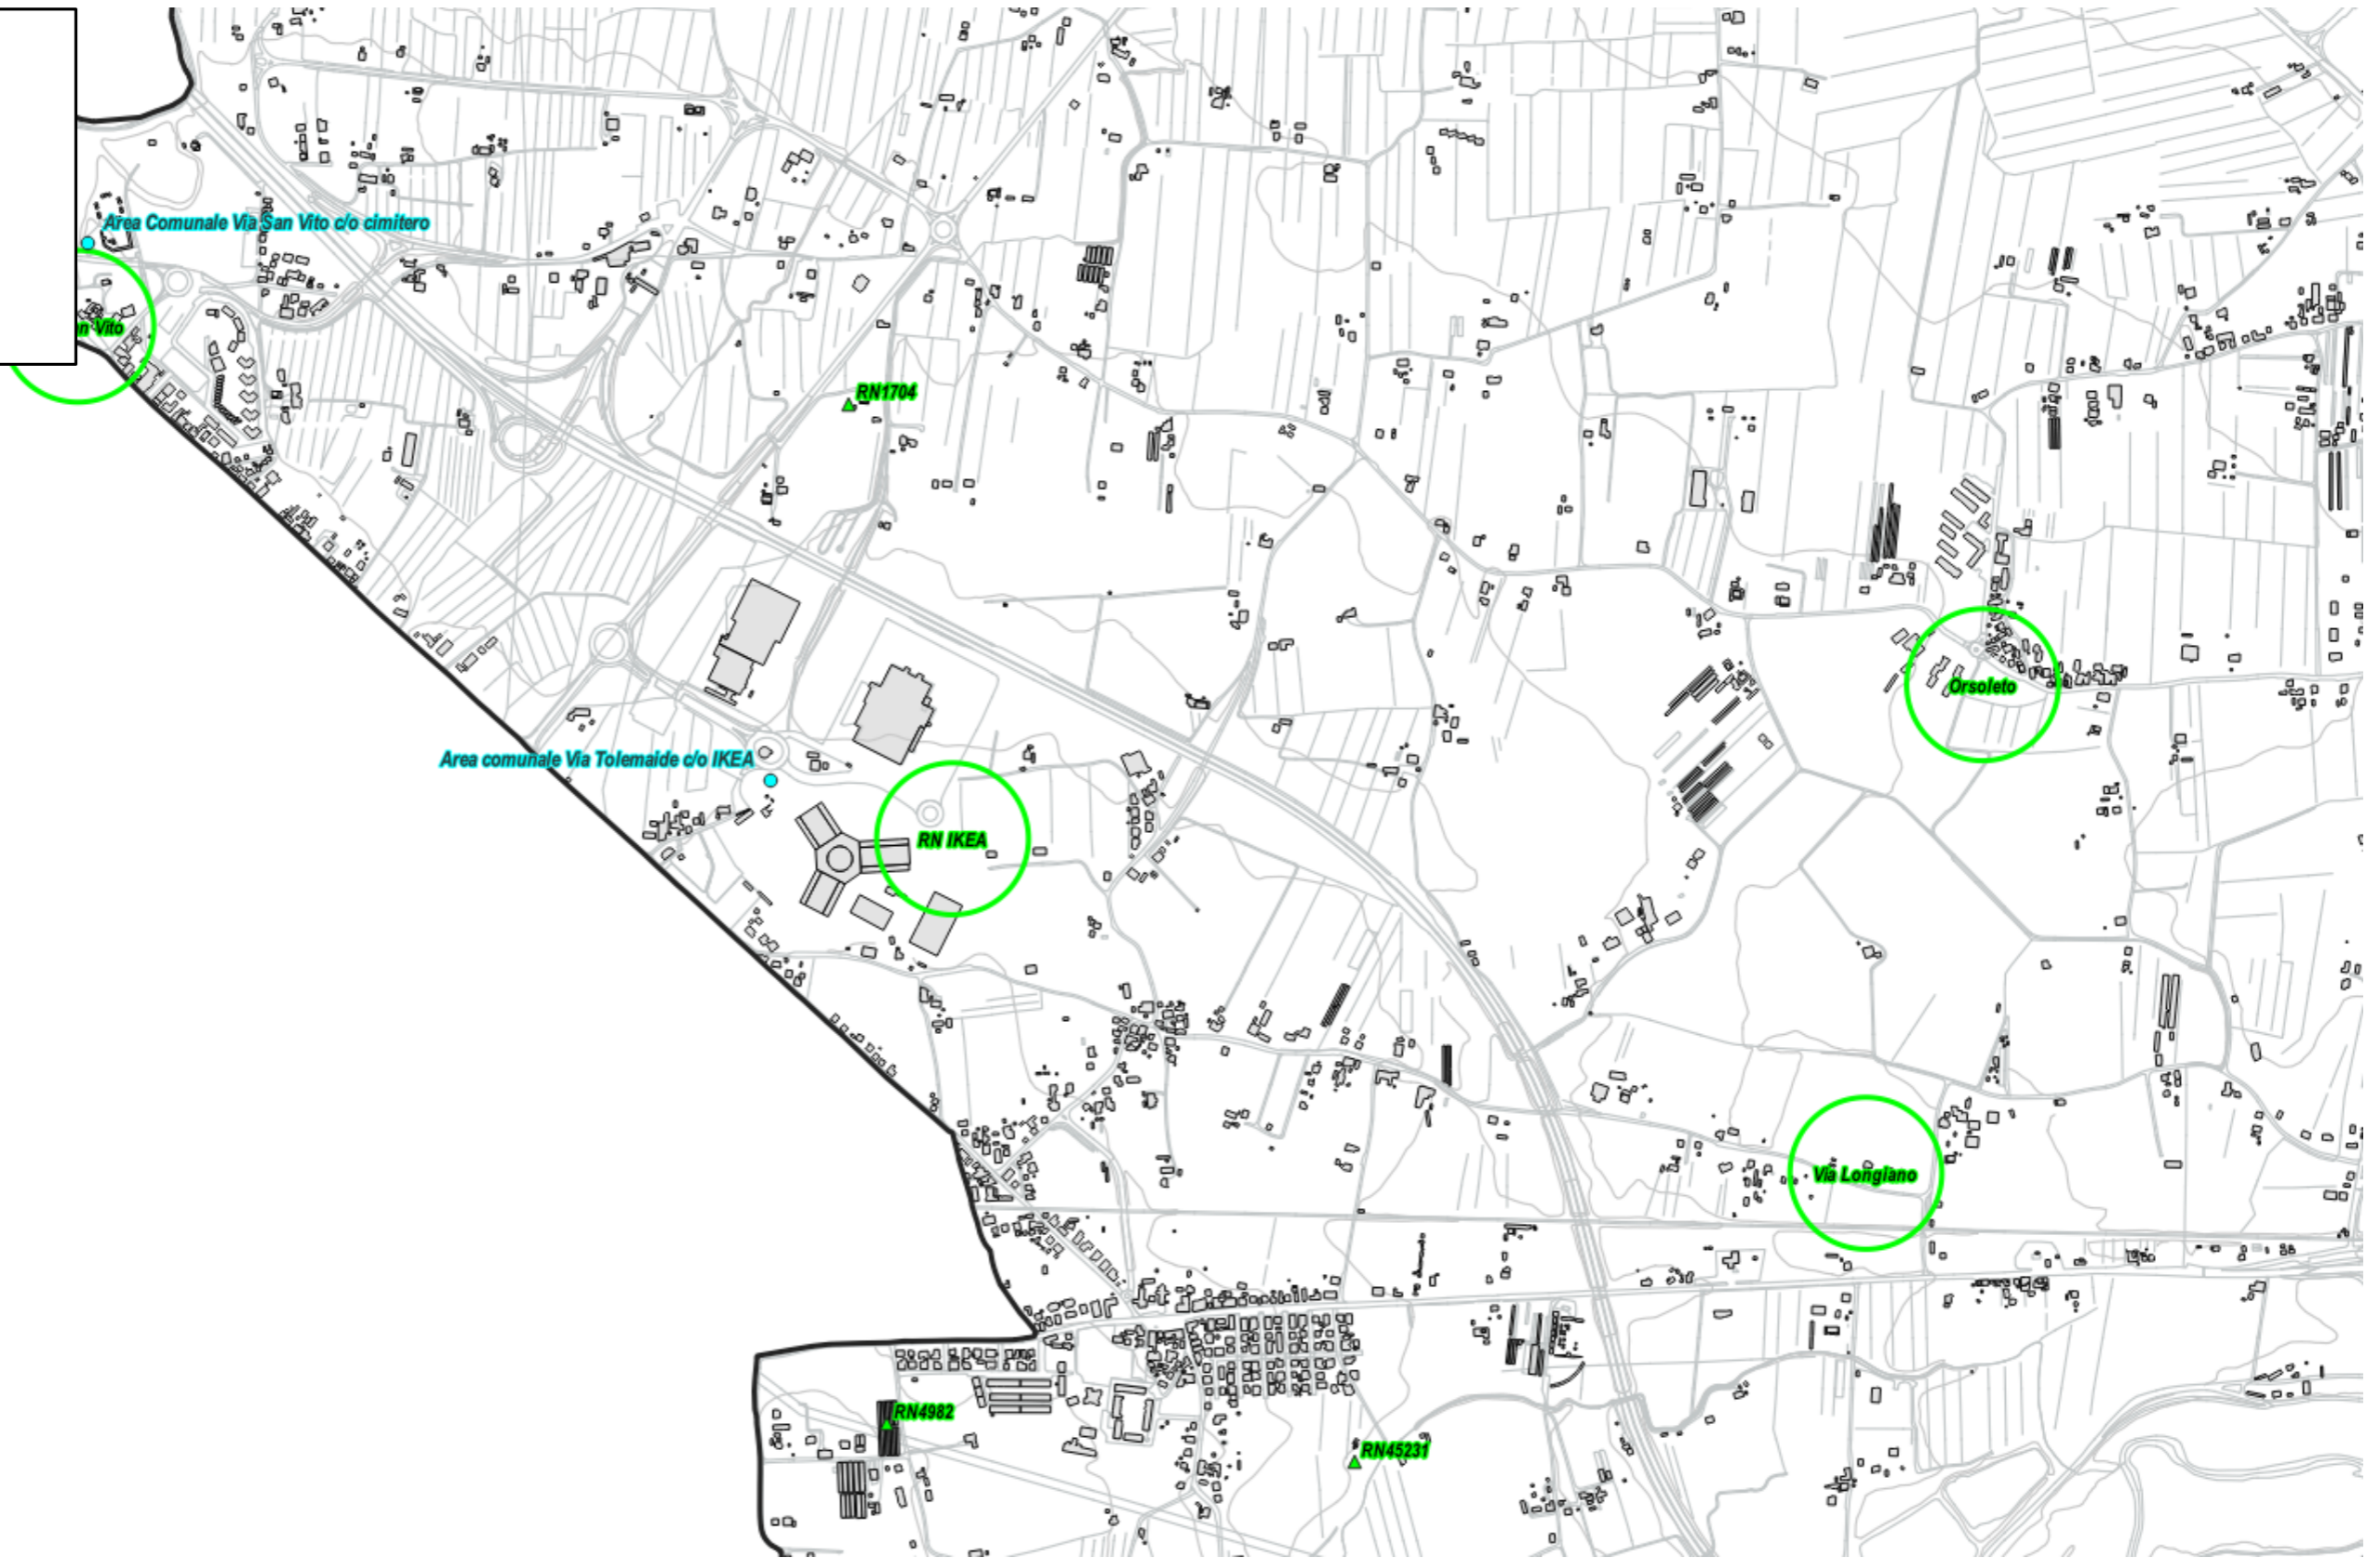 Area Comunale Via San Vito c/o cimitero
n Vito
RN1704
Orsoleto
Area comunale Via Tolemaide c/o IKEA
RN IKEA
Via Longiano
RN4982
RN45231